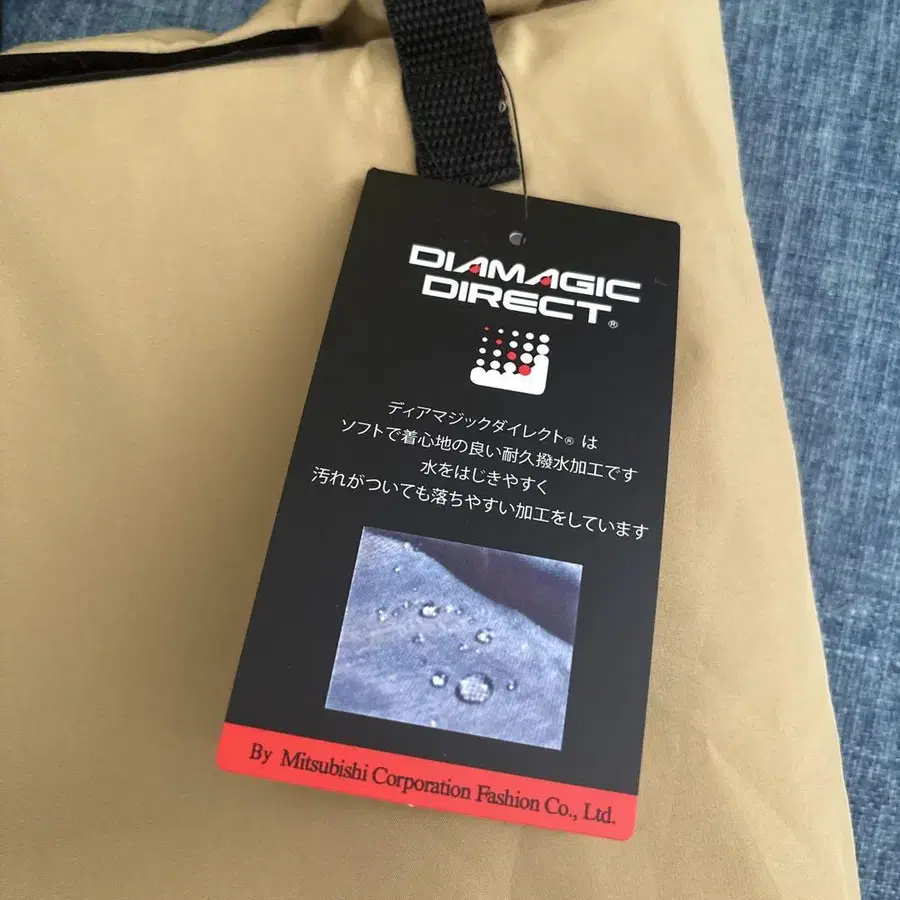 DIAMAGIC
DIRECT®
ディアマジックダイレクト® は
ソフトで着心地の良い耐久撥水加工です
水をはじきやすく
汚れがついても落ちやすい加工をしています
By Mitsubishi Corporation Fashion Co., Ltd.